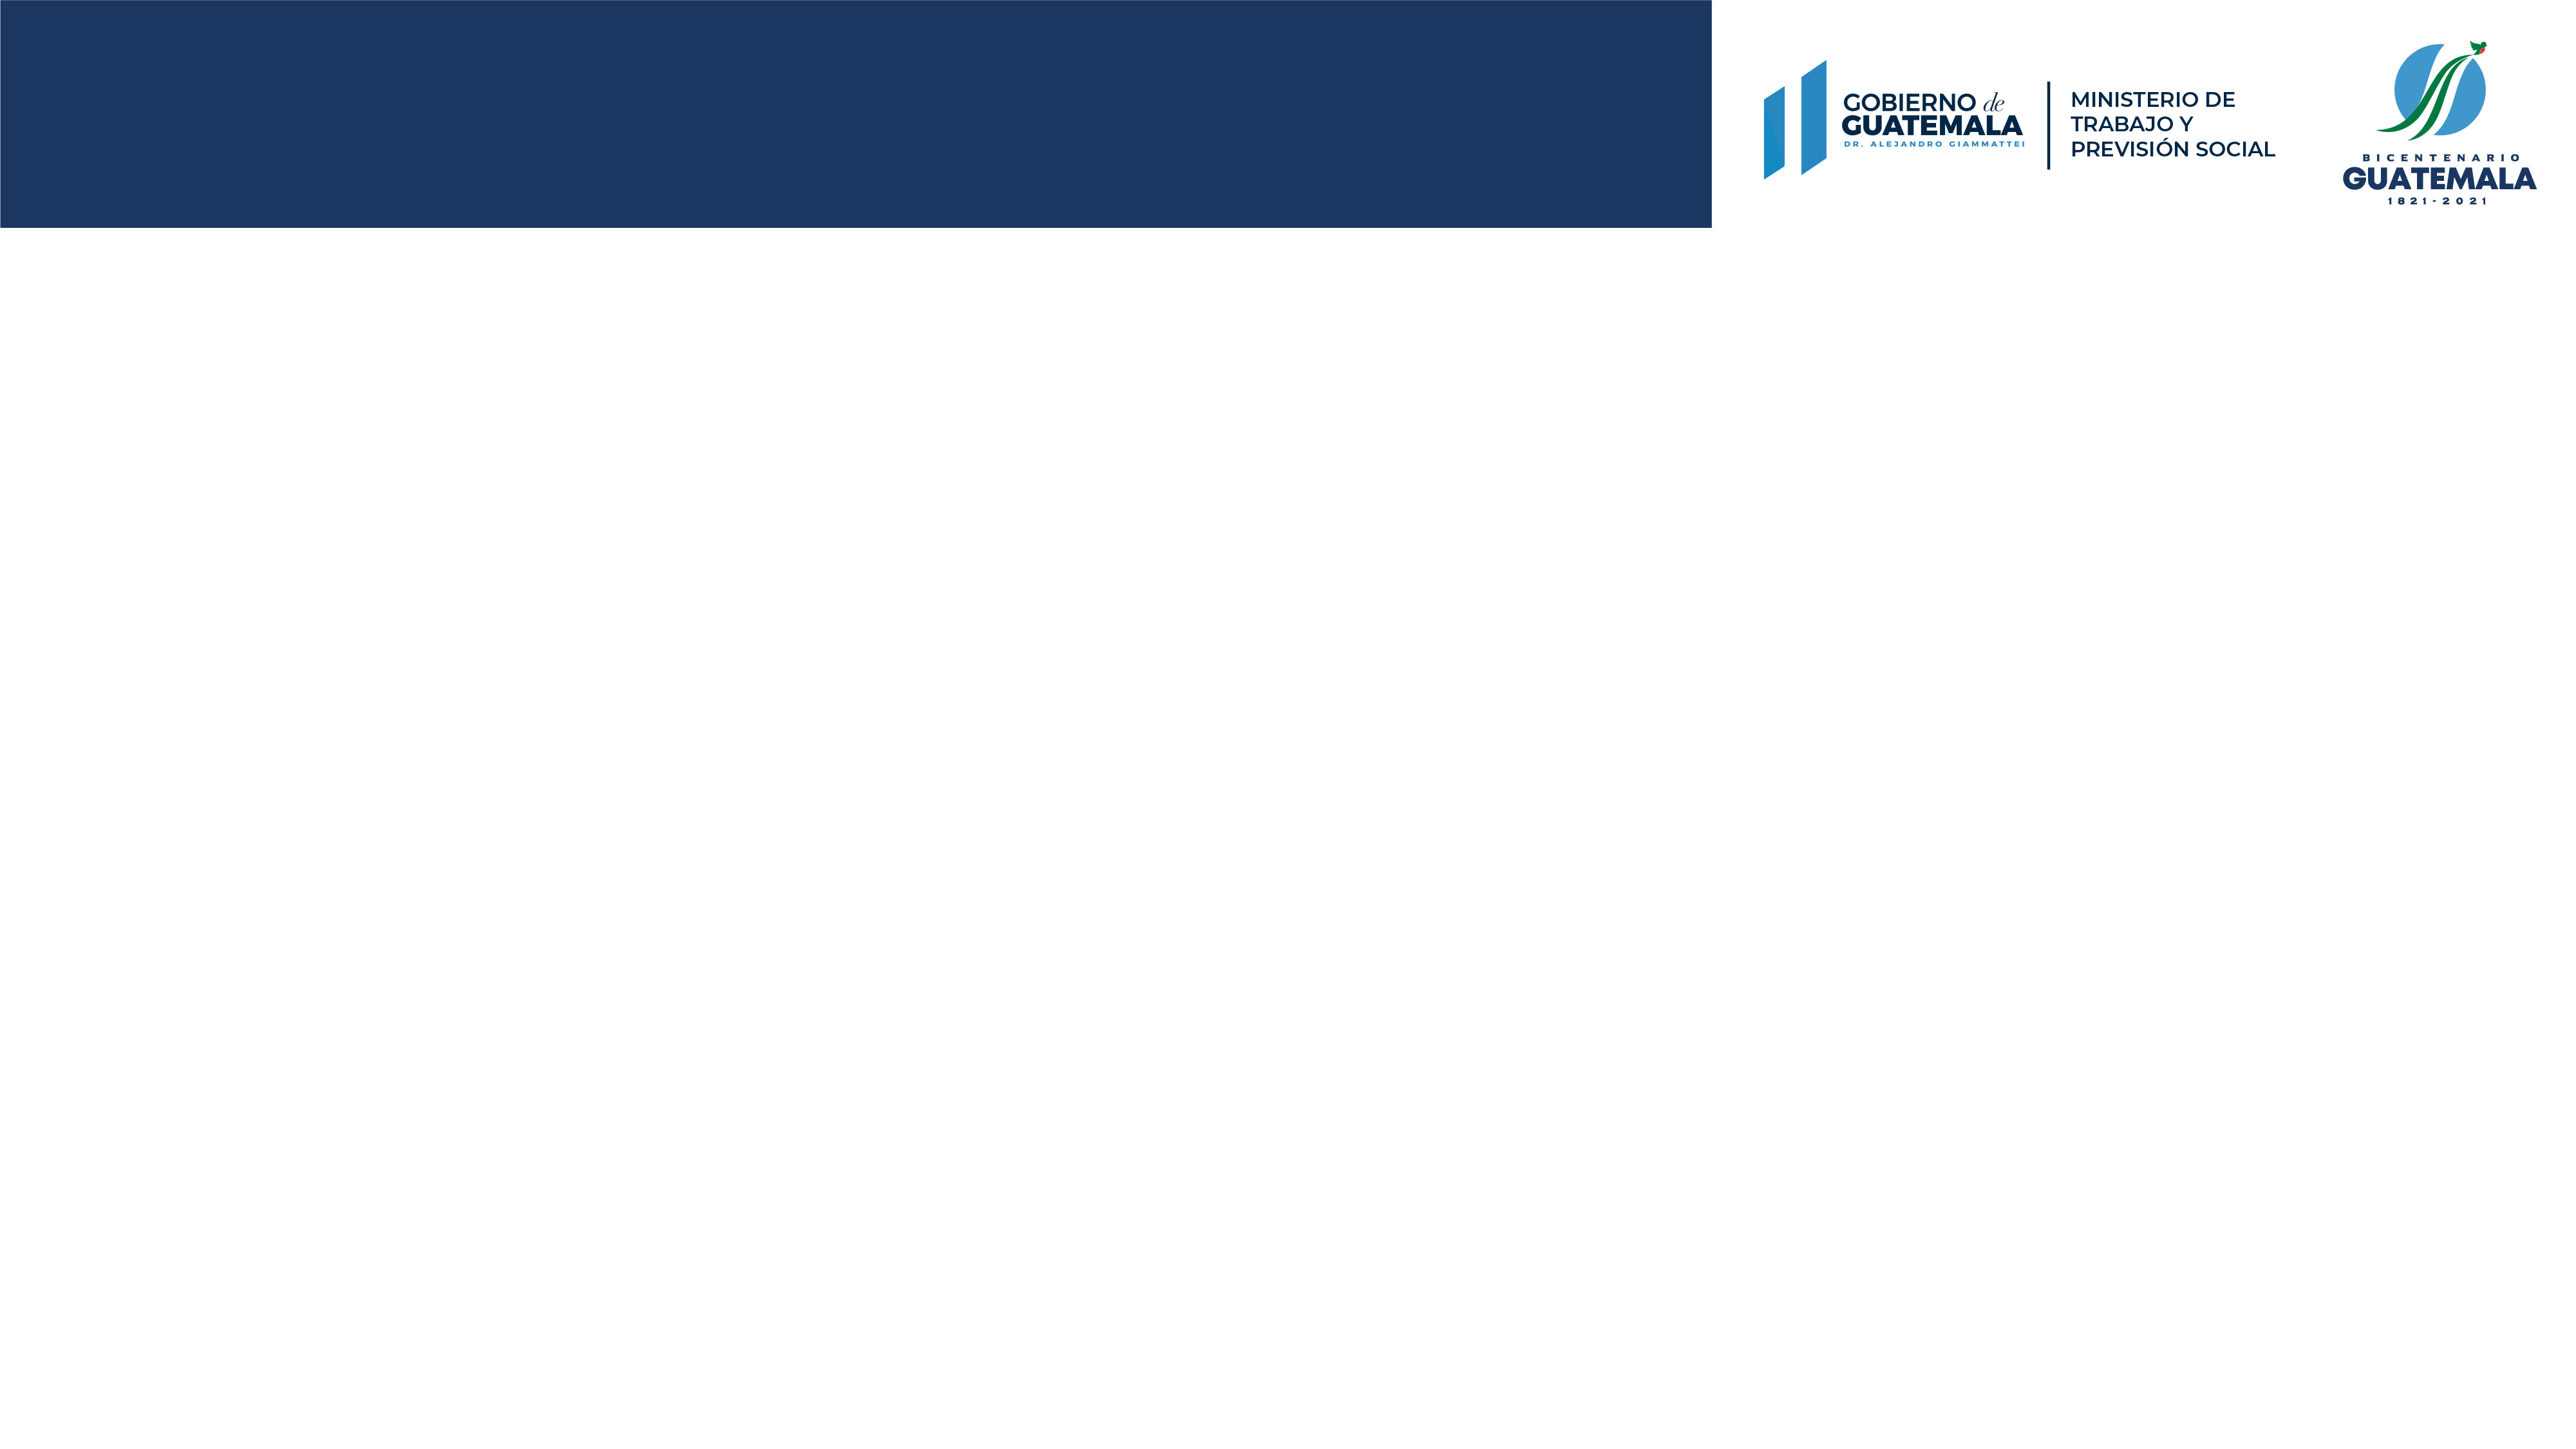 GOBIERNO de
GUATEMALA
DR. ALEJANDRO GIAMMATTEI
MINISTERIO DE
TRABAJO Y
PREVISIÓN SOCIAL
BICENTENARIO
GUATEMALA
1821-2021